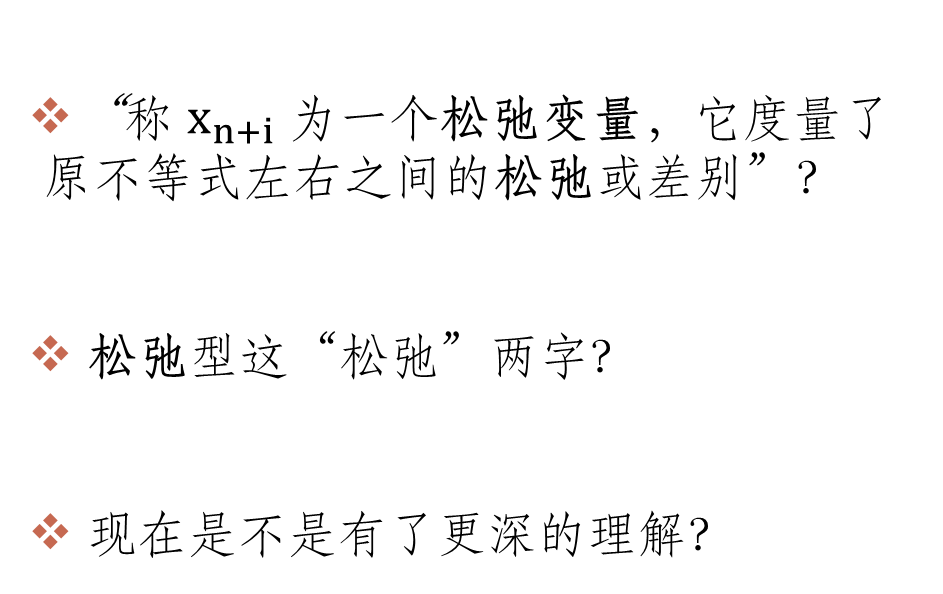 “称 xn+i 为一个松弛变量，它度量了
原不等式左右之间的松弛或差别”？
松弛型这“松弛”两字?
现在是不是有了更深的理解?